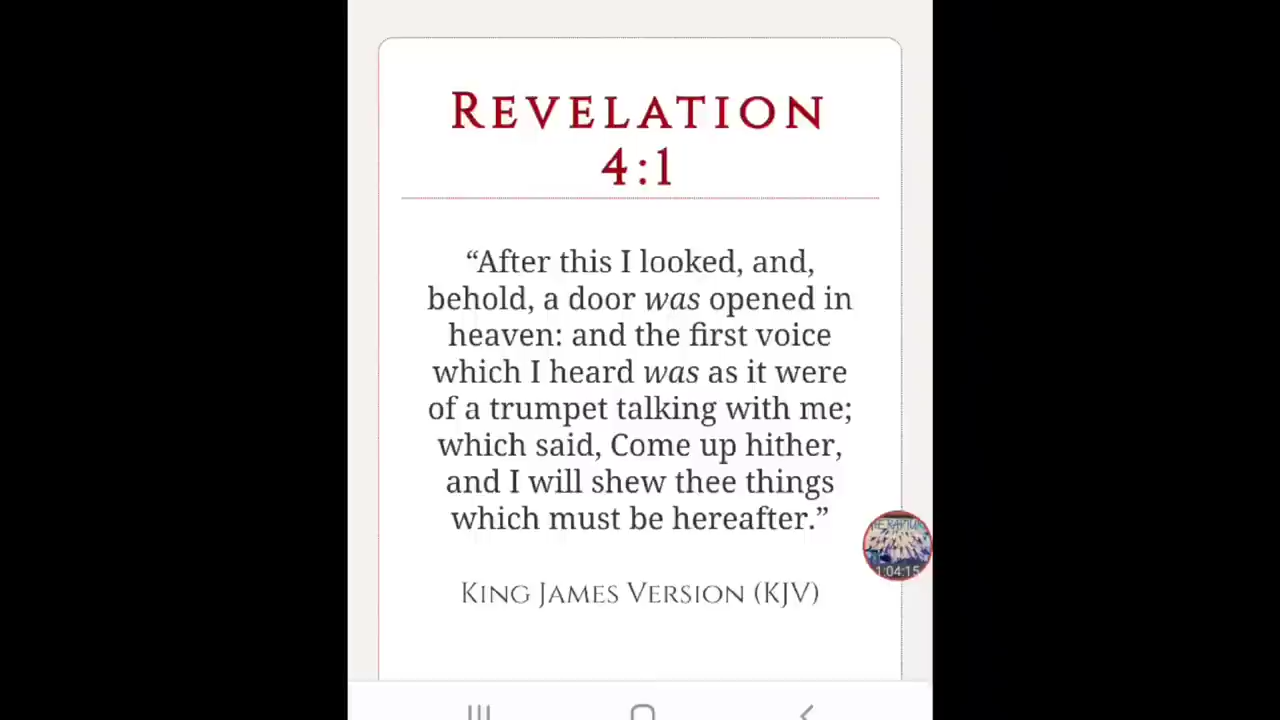 REVELATION
4:1
“After this I looked, and,
behold, a door was opened in
heaven: and the first voice
which I heard was as it were
of a trumpet talking with me;
which said, Come up hither,
and I will shew thee things
which must be hereafter.”
KING JAMES VERSION (KJV)
1:04:15